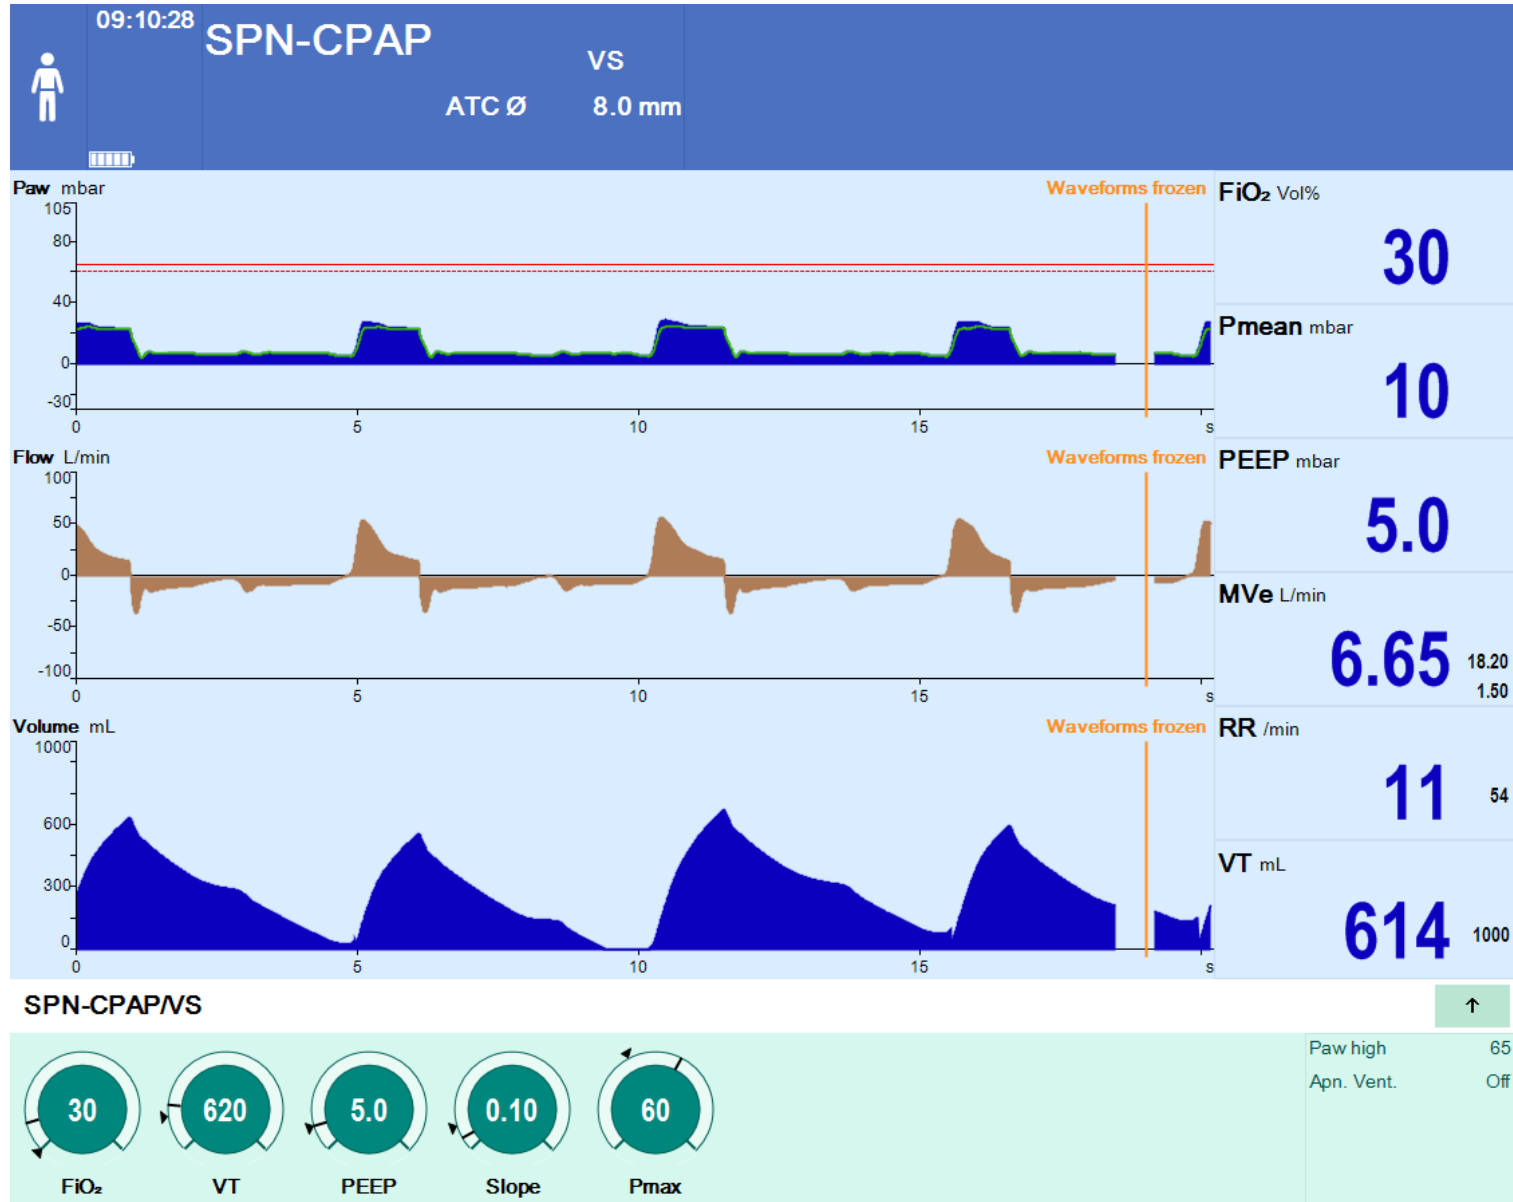 09:10:28
SPN-CPAP
VS
ATC Ø 8.0 mm
Paw mbar
Waveforms frozen
105
80
40
0
-30
0 5 10 15 s
Flow L/min
Waveforms frozen
100
50
0
-50
-100
0 5 10 15 s
Volume mL
Waveforms frozen
1000
600
300
0
0 5 10 15 s
FiO₂ Vol%
30
Pmean mbar
10
PEEP mbar
5.0
MVe L/min
6.65
18.20
1.50
RR /min
11
54
VT mL
614
1000
SPN-CPAP/VS
↑
30
620
5.0
0.10
60
FiO₂
VT
PEEP
Slope
Pmax
Paw high 65
Apn. Vent. Off